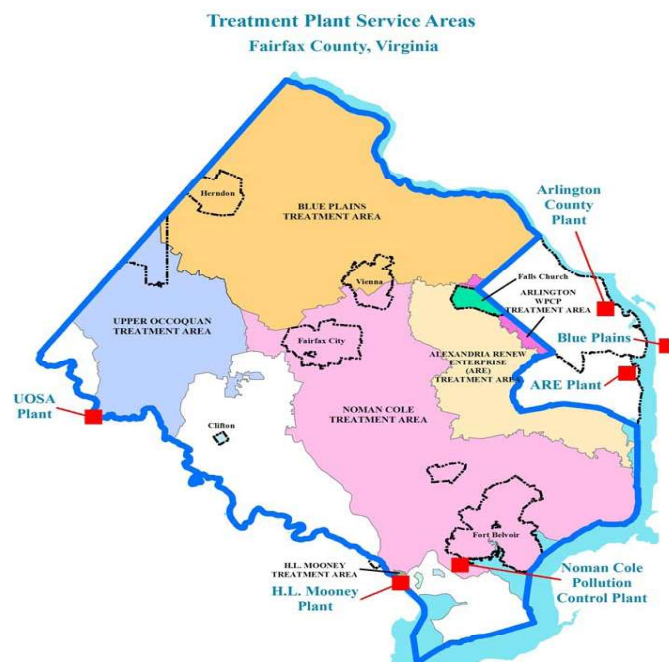 Treatment Plant Service Areas
Fairfax County, Virginia
Herndon
BLUE PLAINS
TREATMENT AREA
Arlington
County
Plant
Vienna
Falls Church
ARLINGTON
WPCP
TREATMENT AREA
UPPER OCCOQUAN
TREATMENT AREA
Fairfax City
Blue Plains
ALEXANDRIA RENEW
ENTERPRISE
(ARE)
TREATMENT AREA
ARE Plant
UOSA
Plant
NOMAN COLE
TREATMENT AREA
Clifton
Fort Belvoir
H.L. MOONEY
TREATMENT AREA
H.L. Mooney
Plant
Noman Cole
Pollution
Control Plant